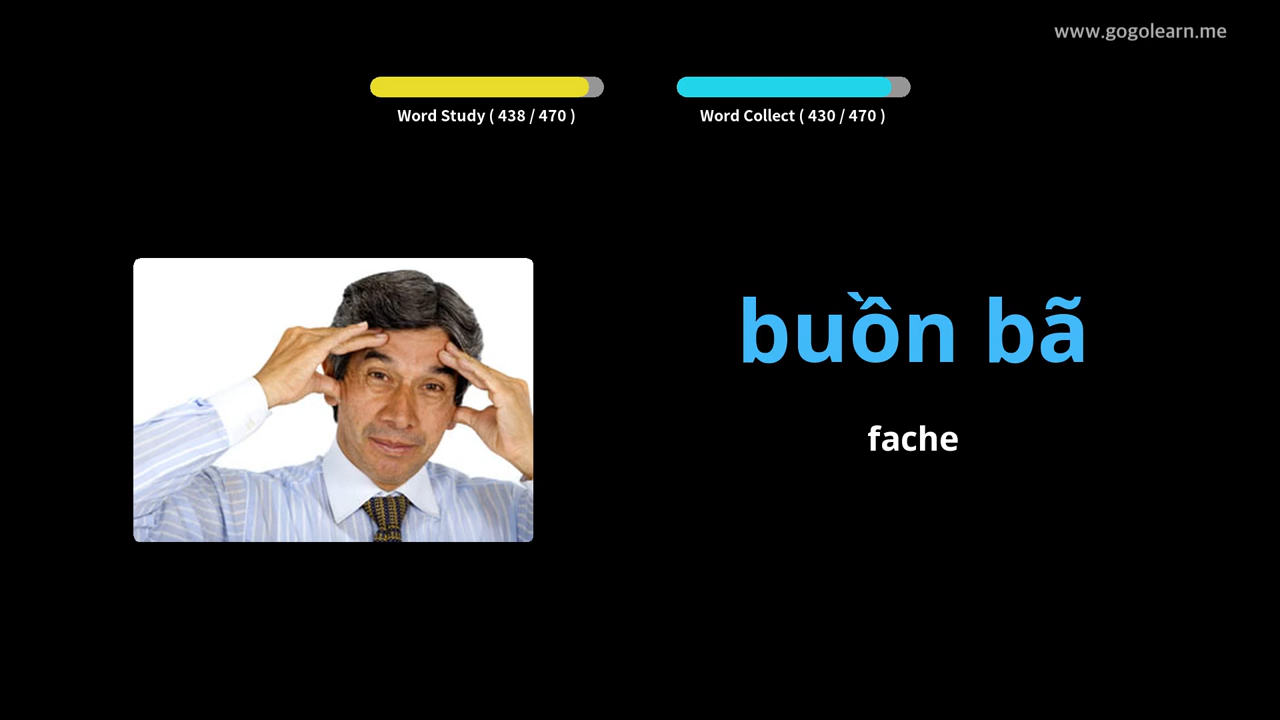 www.gogolearn.me
Word Study ( 438 / 470 )
Word Collect ( 430 / 470 )
buồn bã
fache